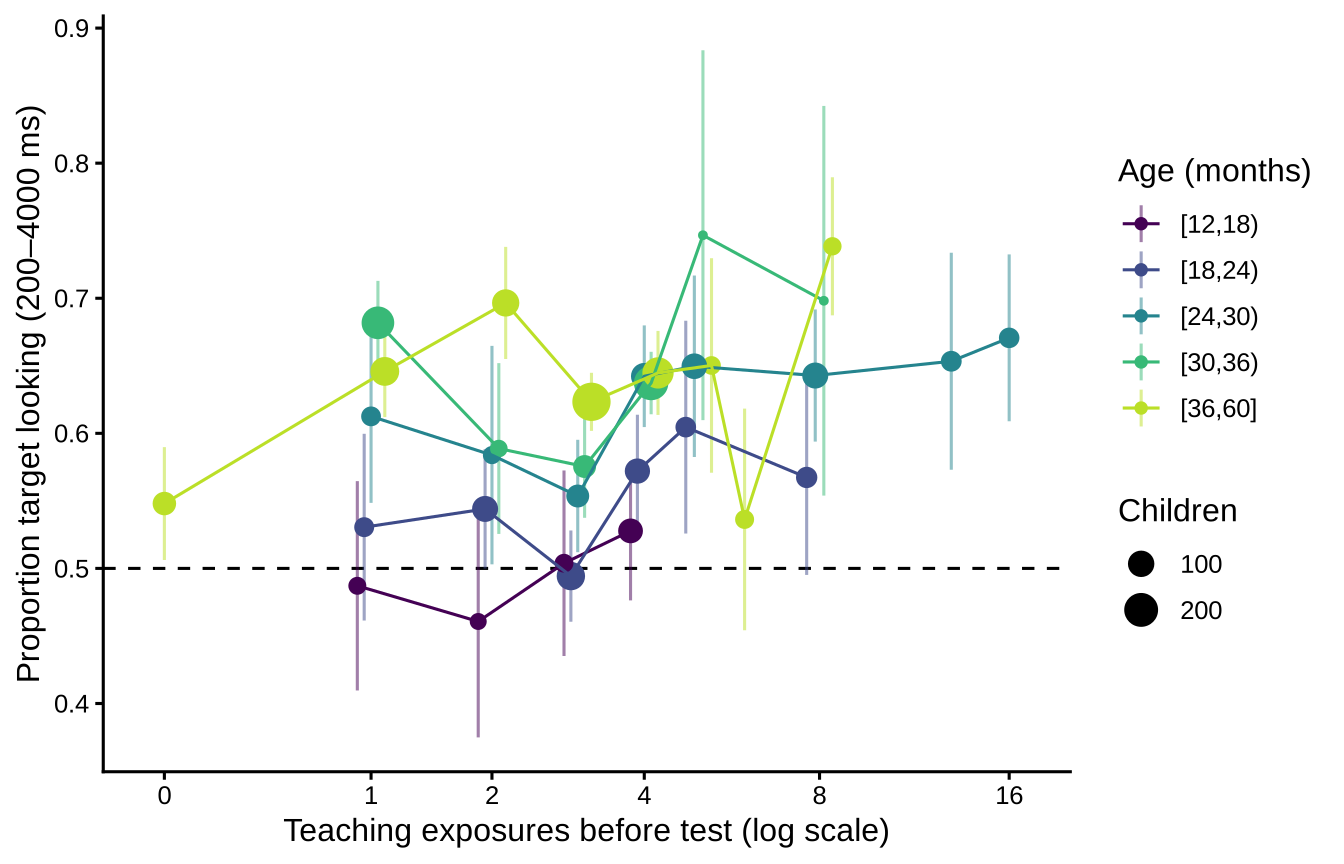 0.9
0.8
0.7
0.6
0.5
0.4
Proportion target looking (200–4000 ms)
0 1 2 4 8 16
Teaching exposures before test (log scale)
Age (months)
[12,18)
[18,24)
[24,30)
[30,36)
[36,60]
Children
100
200